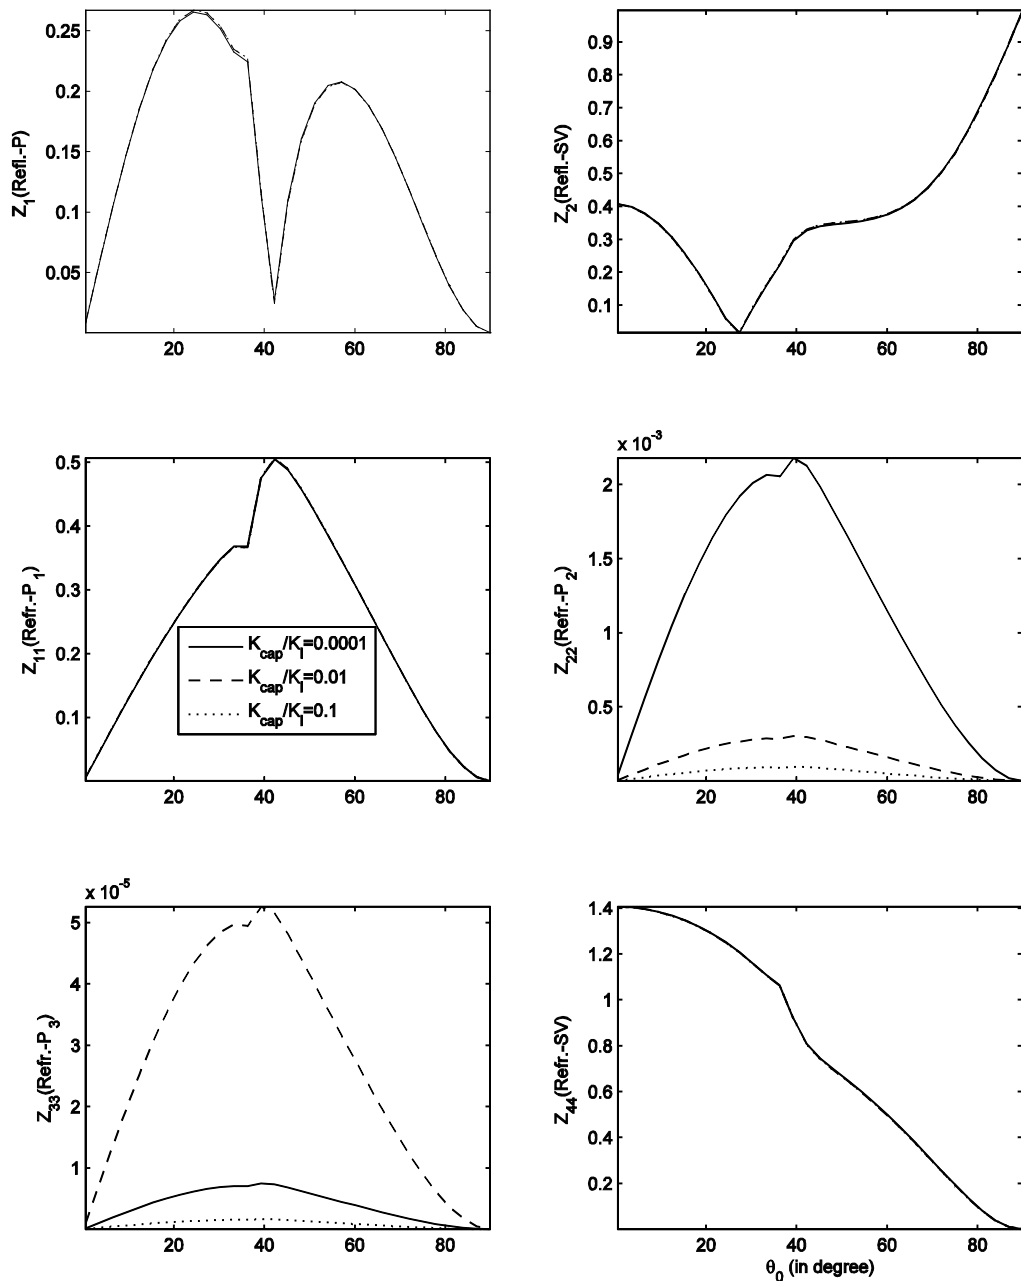 Z1(Refl.-P)
0.25
0.2
0.15
0.1
0.05
20 40 60 80
Z2(Refl.-SV)
0.9
0.8
0.7
0.6
0.5
0.4
0.3
0.2
0.1
20 40 60 80
Z11(Refr.-P1)
0.5
0.4
0.3
0.2
0.1
20 40 60 80
Kcap/Kl=0.0001
Kcap/Kl=0.01
Kcap/Kl=0.1
x 10-3
Z22(Refr.-P2)
2
1.5
1
0.5
20 40 60 80
x 10-5
Z33(Refr.-P3)
5
4
3
2
1
20 40 60 80
Z44(Refr.-SV)
1.4
1.2
1
0.8
0.6
0.4
0.2
20 40 60 80
θ0 (in degree)